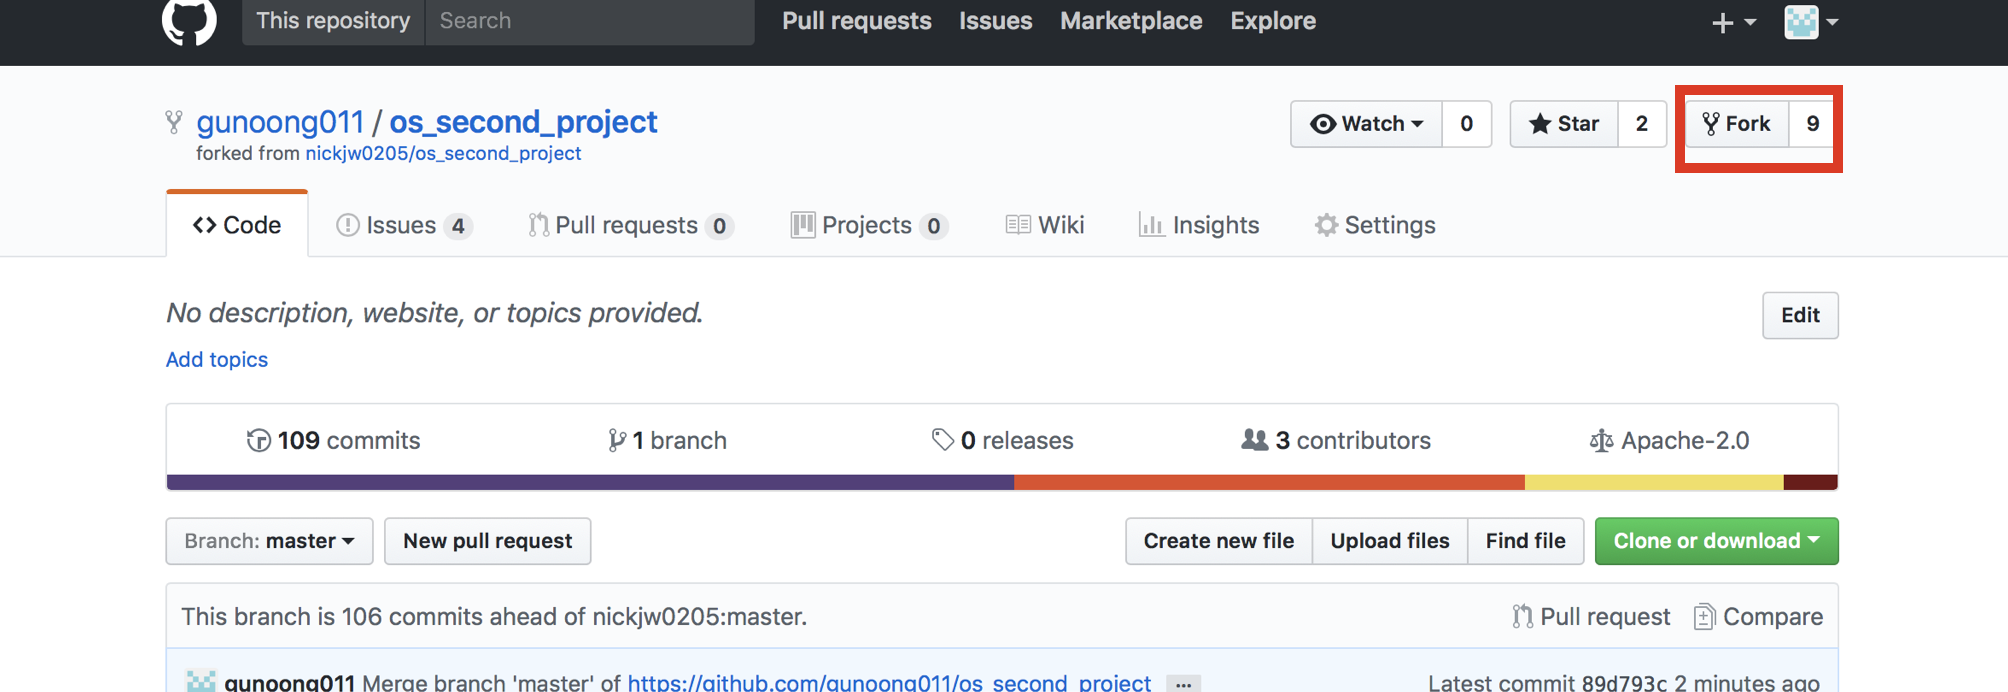 This repository Search Pull requests Issues Marketplace Explore
gunoong011 / os_second_project Watch 0 Star 2 Fork 9
forked from nickjw0205/os_second_project
Code Issues 4 Pull requests 0 Projects 0 Wiki Insights Settings
No description, website, or topics provided. Edit
Add topics
109 commits 1 branch 0 releases 3 contributors Apache-2.0
Branch: master New pull request Create new file Upload files Find file Clone or download
This branch is 106 commits ahead of nickjw0205:master. Pull request Compare
gunoong011 Merge branch 'master' of https://github.com/gunoong011/os_second_project ... Latest commit 89d793c 2 minutes ago